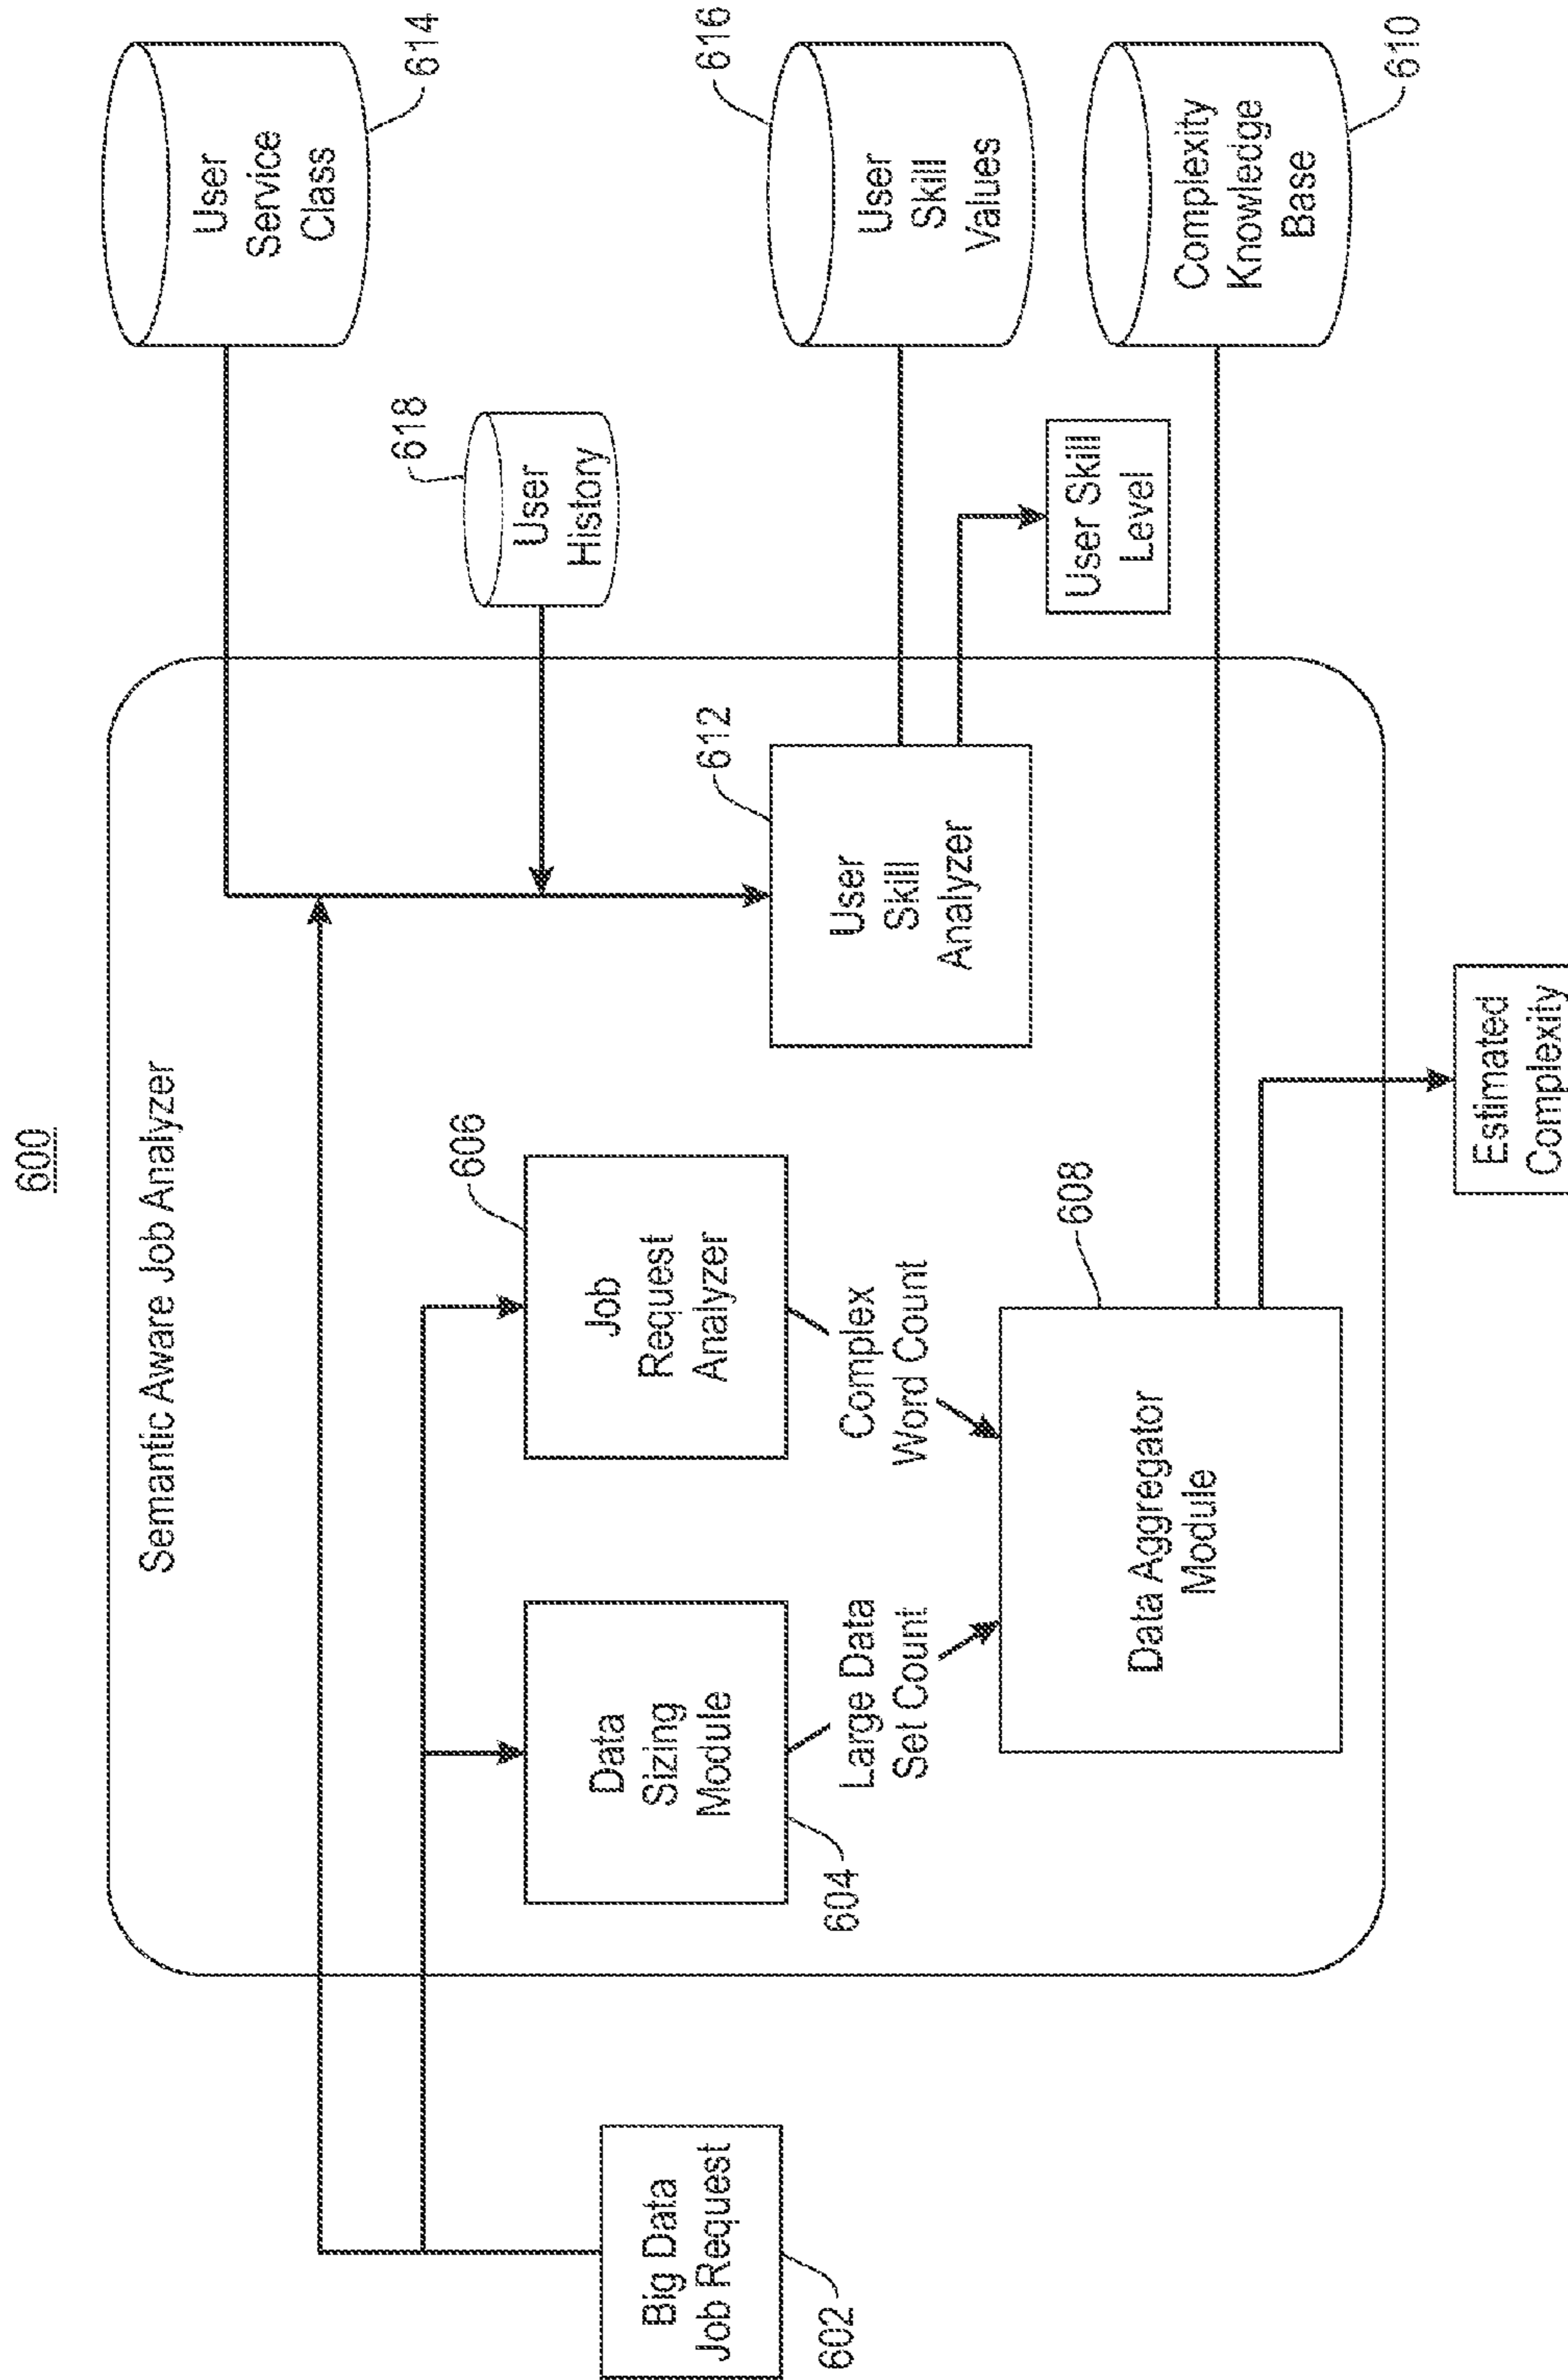 600
Semantic Aware Job Analyzer
User
Service
Class
614
618
User
History
616
User
Skill
Values
Complexity
Knowledge
Base
610
612
User
Skill
Analyzer
User Skill
Level
606
Job
Request
Analyzer
Data
Sizing
Module
604
Complex
Word Count
Large Data
Set Count
608
Data Aggregator
Module
Big Data
Job Request
602
Estimated
Complexity